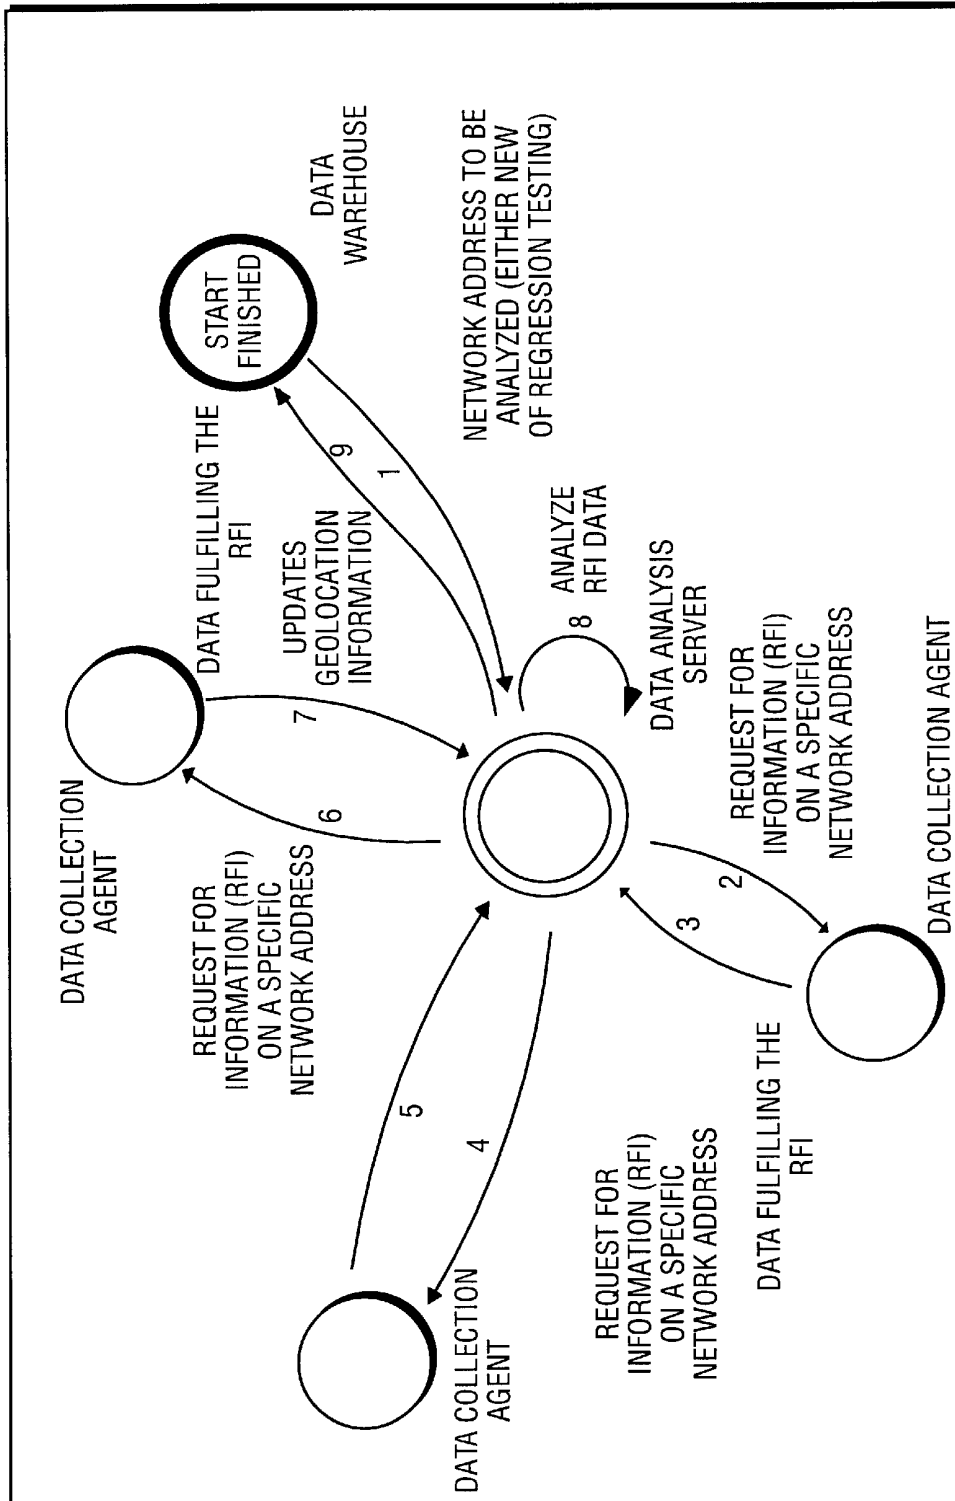 DATA COLLECTION
AGENT
DATA FULFILLING THE
RFI
START
FINISHED
DATA
WAREHOUSE
REQUEST FOR
INFORMATION (RFI)
ON A SPECIFIC
NETWORK ADDRESS
6
7
UPDATES
GEOLOCATION
INFORMATION
9
1
NETWORK ADDRESS TO BE
ANALYZED (EITHER NEW
OF REGRESSION TESTING)
DATA COLLECTION
AGENT
5
4
8
ANALYZE
RFI DATA
DATA ANALYSIS
SERVER
REQUEST FOR
INFORMATION (RFI)
ON A SPECIFIC
NETWORK ADDRESS
3
2
REQUEST FOR
INFORMATION (RFI)
ON A SPECIFIC
NETWORK ADDRESS
DATA FULFILLING THE
RFI
DATA COLLECTION AGENT